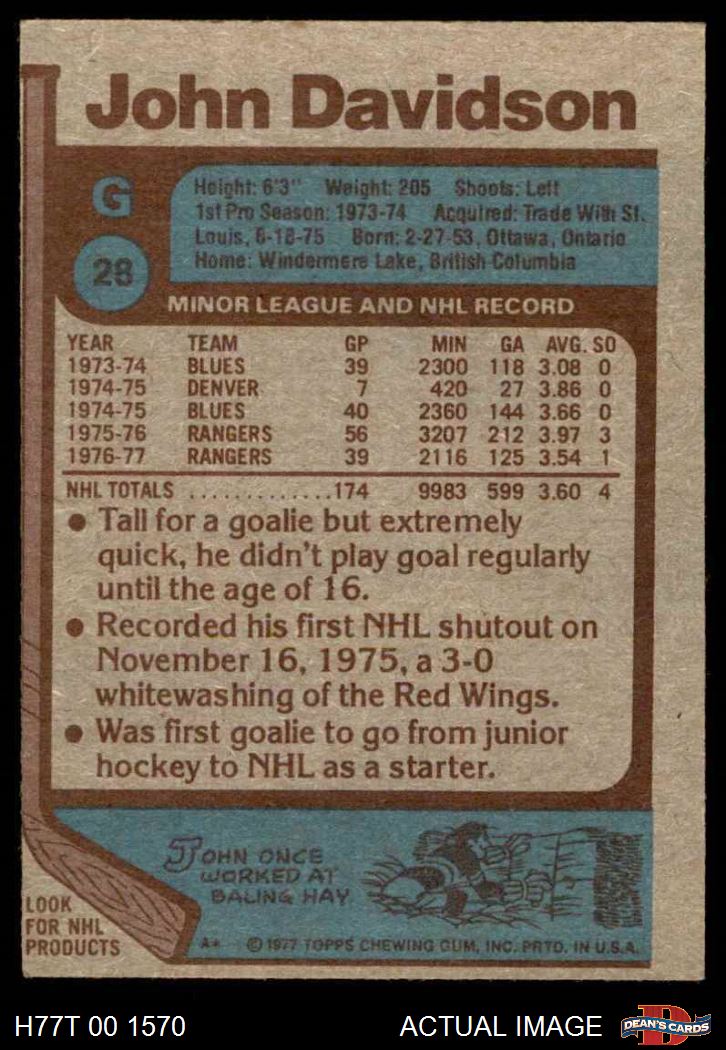 John Davidson
G
28
Height: 6'3" Weight: 205 Shoots: Left
1st Pro Season: 1973-74 Acquired: Trade With St.
Louis, 6-18-75 Born: 2-27-53, Ottawa, Ontario
Home: Windermere Lake, British Columbia
MINOR LEAGUE AND NHL RECORD
YEAR TEAM GP MIN GA AVG. SO
1973-74 BLUES 39 2300 118 3.08 0
1974-75 DENVER 7 420 27 3.86 0
1974-75 BLUES 40 2360 144 3.66 0
1975-76 RANGERS 56 3207 212 3.97 3
1976-77 RANGERS 39 2116 125 3.54 1
NHL TOTALS .............174 9983 599 3.60 4
• Tall for a goalie but extremely
quick, he didn't play goal regularly
until the age of 16.
• Recorded his first NHL shutout on
November 16, 1975, a 3-0
whitewashing of the Red Wings.
• Was first goalie to go from junior
hockey to NHL as a starter.
JOHN ONCE
WORKED AT
BALING HAY.
LOOK
FOR NHL
PRODUCTS
A* © 1977 TOPPS CHEWING GUM, INC. PRTD. IN U.S.A.
H77T 00 1570
ACTUAL IMAGE
DEAN'S CARDS